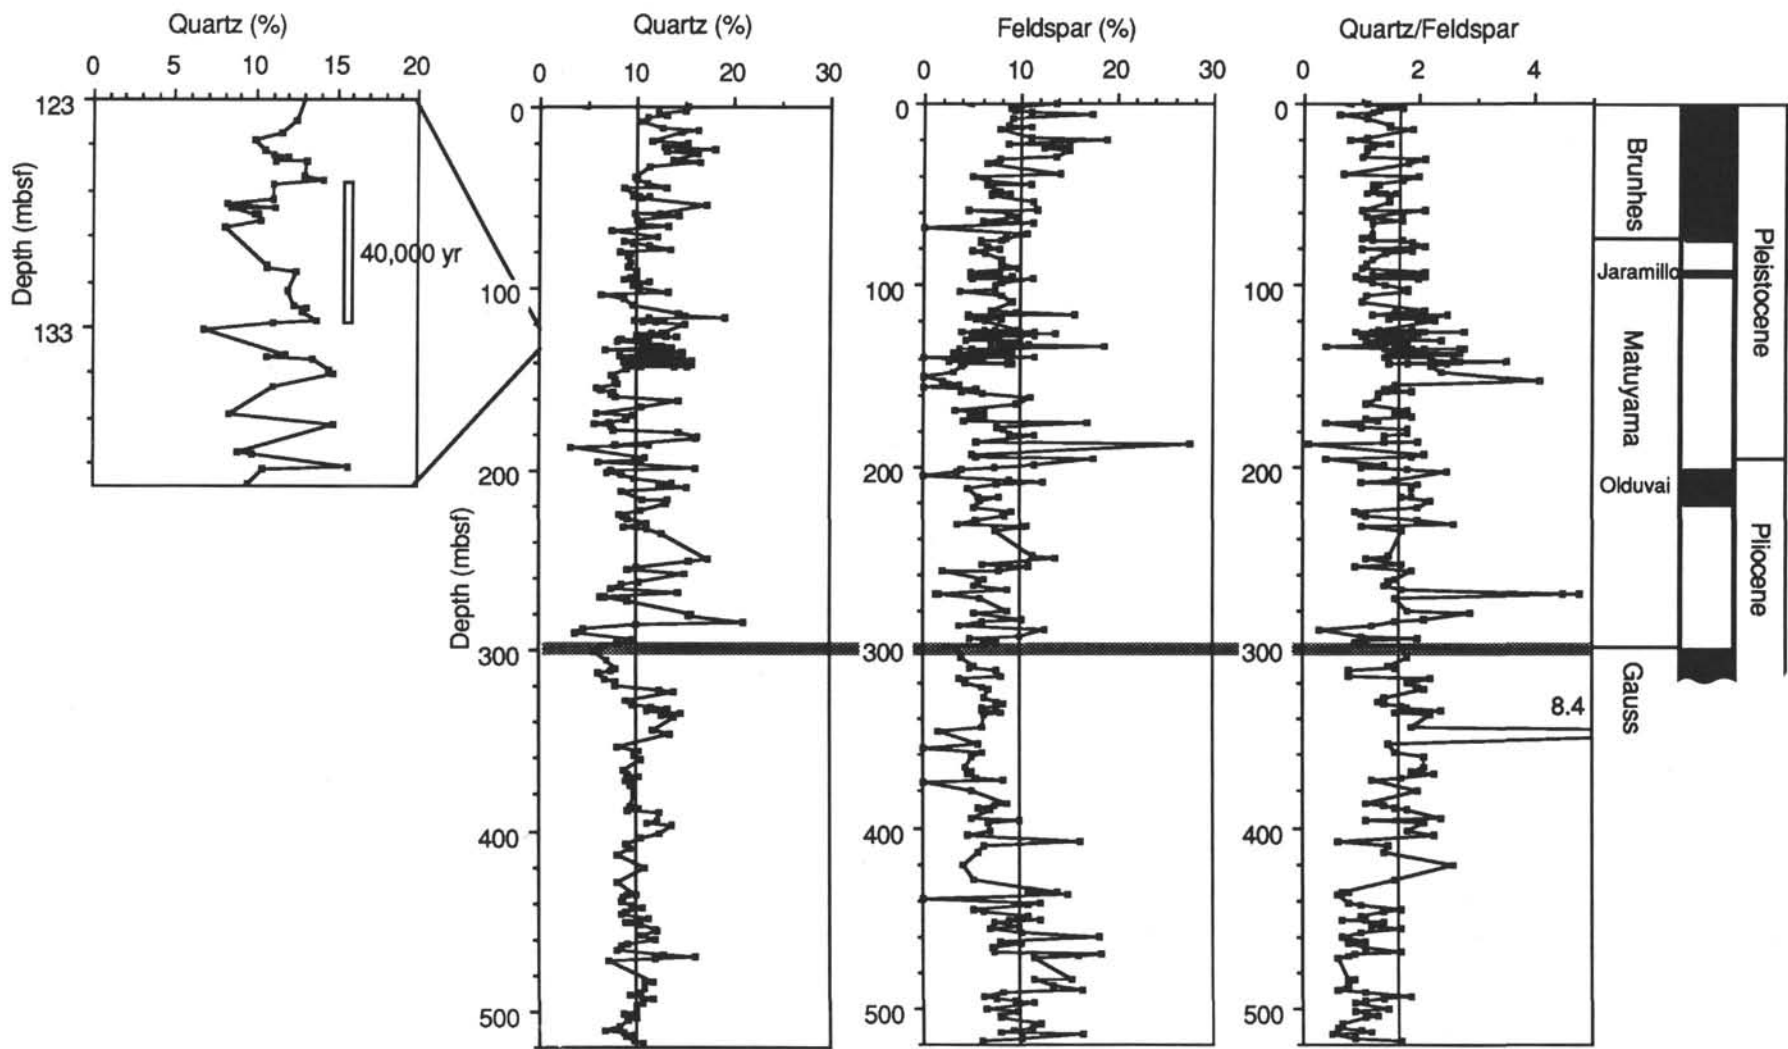 Quartz (%)
Quartz (%)
Feldspar (%)
Quartz/Feldspar
0 5 10 15 20
0 10 20 30
0 10 20 30
0 2 4
123
133
Depth (mbsf)
40,000 yr
0
100
200
300
400
500
Depth (mbsf)
0
100
200
300
400
500
0
100
200
300
400
500
8.4
Brunhes
Jaramillo
Matuyama
Olduvai
Gauss
Pleistocene
Pliocene